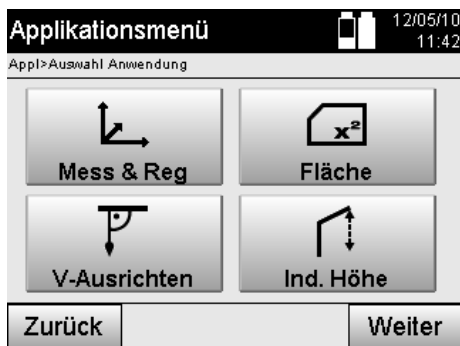 Applikationsmenü
12/05/10
11:42
Appl>Auswahl Anwendung
Mess & Reg
x² Fläche
V-Ausrichten
Ind. Höhe
Zurück
Weiter